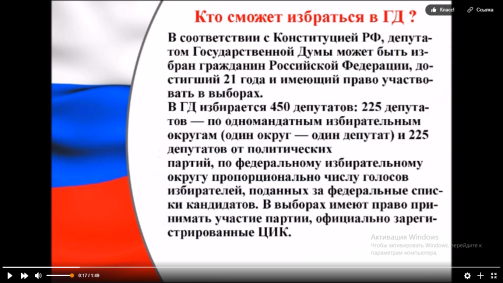 Класс!
Ссылка
Кто сможет избраться в ГД ?
В соответствии с Конституцией РФ, депута-
том Государственной Думы может быть из-
бран гражданин Российской Федерации, до-
стигший 21 года и имеющий право участво-
вать в выборах.
В ГД избирается 450 депутатов: 225 депута-
тов — по одномандатным избирательным
округам (один округ — один депутат) и 225
депутатов от политических
партий, по федеральному избирательному
округу пропорционально числу голосов
избирателей, поданных за федеральные спис-
ки кандидатов. В выборах имеют право при-
нимать участие партии, официально зареги-
стрированные ЦИК.
Активация Windows
Чтобы активировать Windows, перейдите к
параметрам компьютера.
0:17 / 1:49